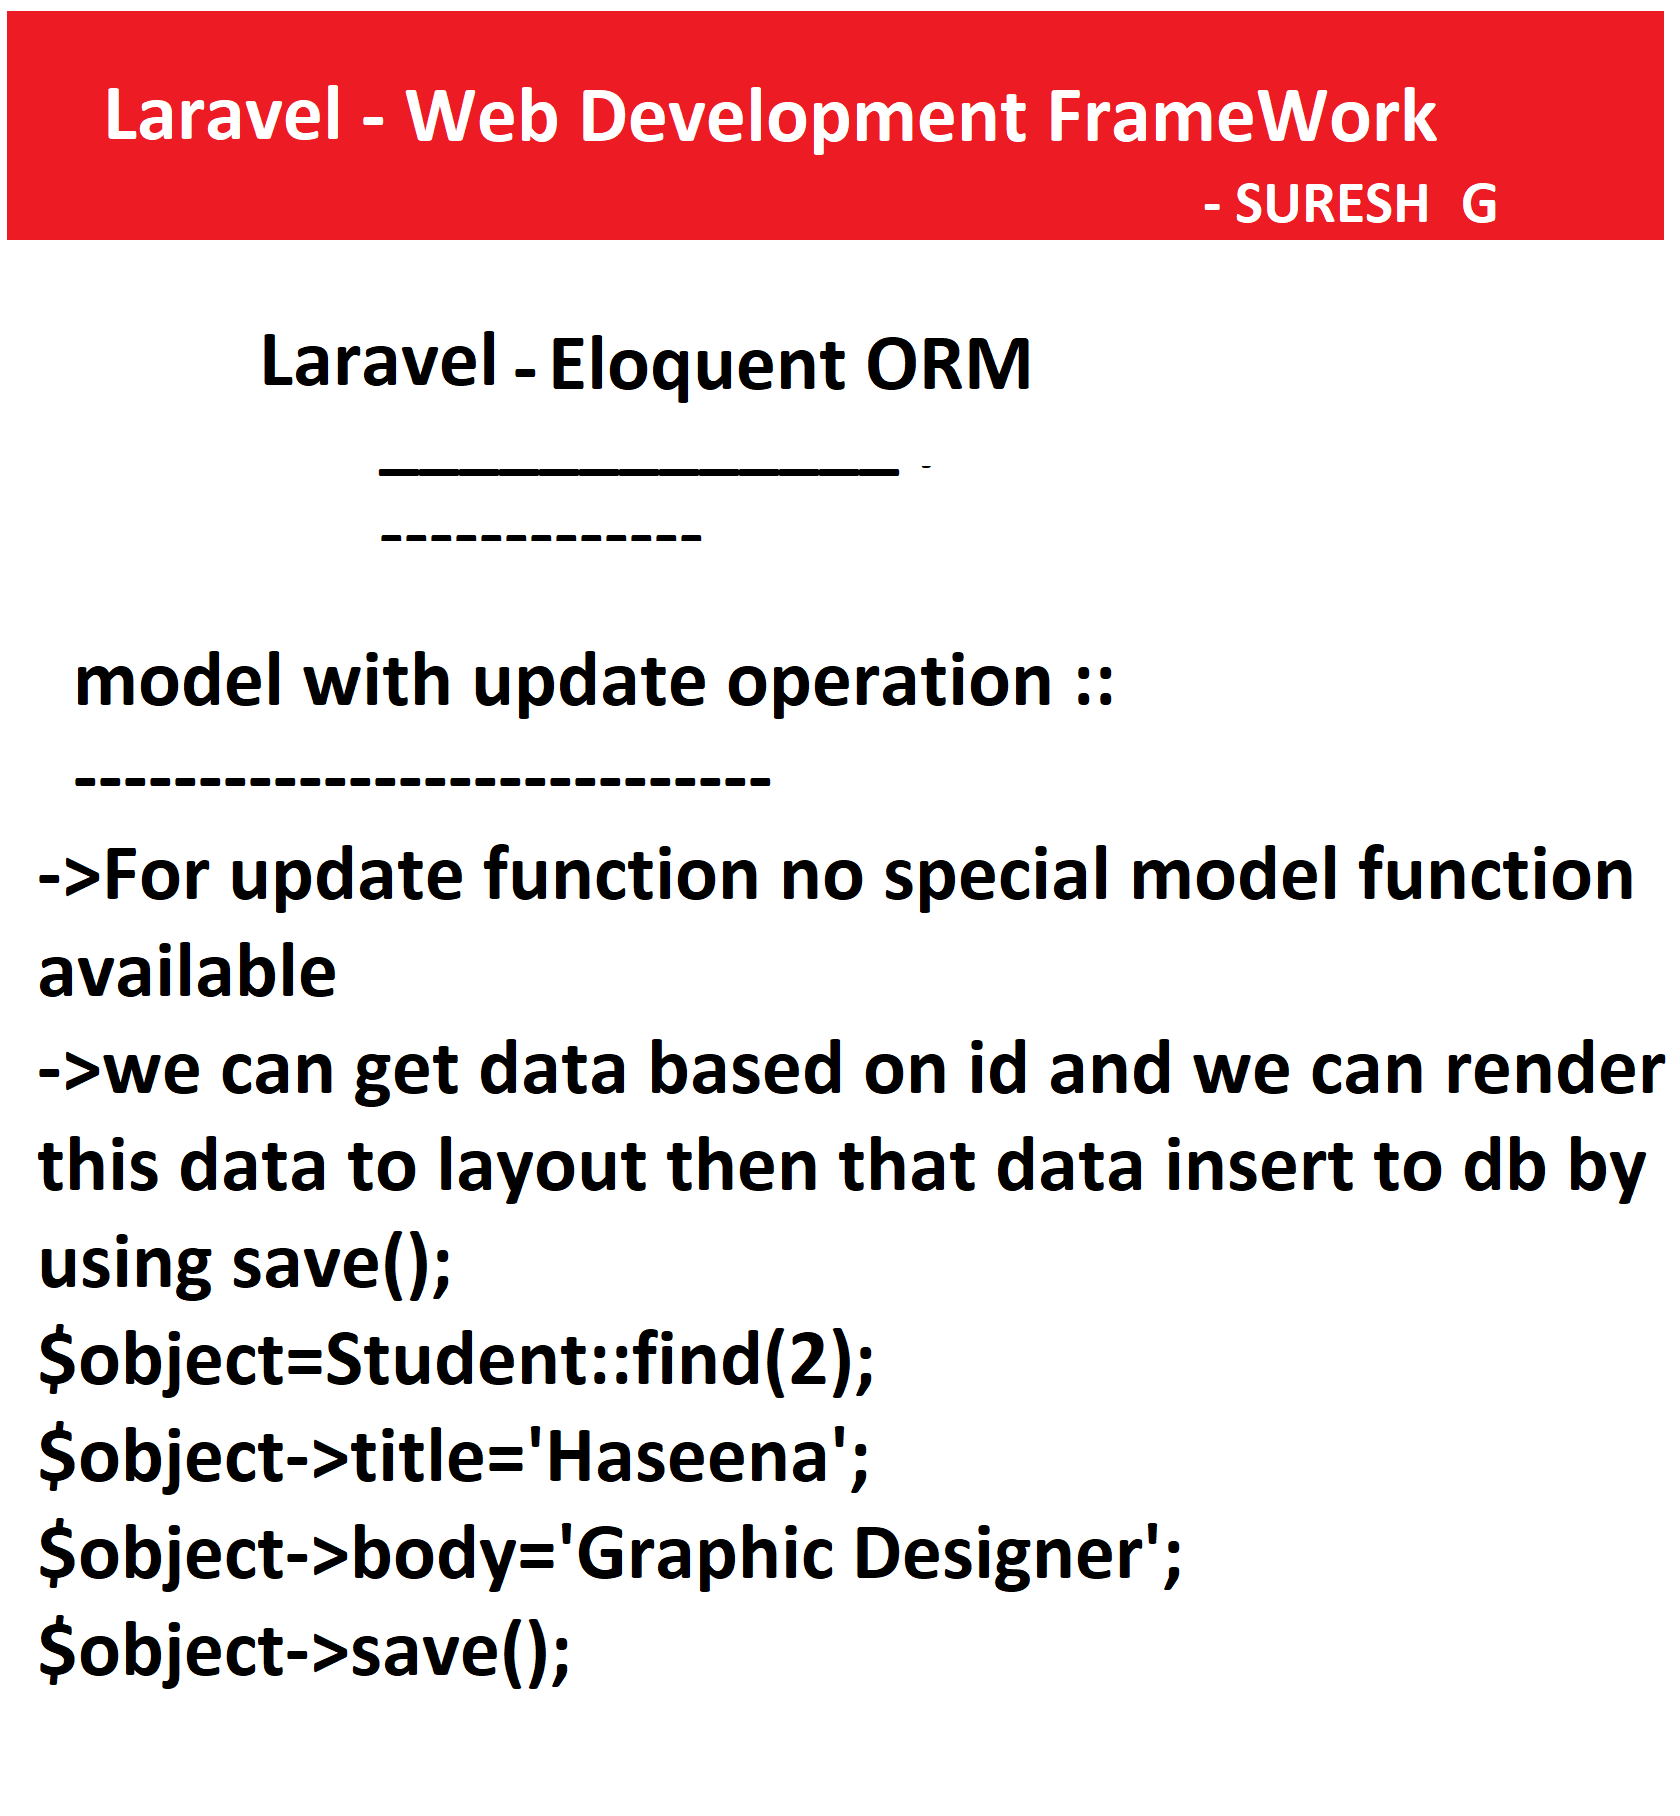 Laravel - Web Development FrameWork
- SURESH  G
Laravel - Eloquent ORM
_____________ -
-------------
model with update operation ::
----------------------------
->For update function no special model function
available
->we can get data based on id and we can render
this data to layout then that data insert to db by
using save();
$object=Student::find(2);
$object->title='Haseena';
$object->body='Graphic Designer';
$object->save();